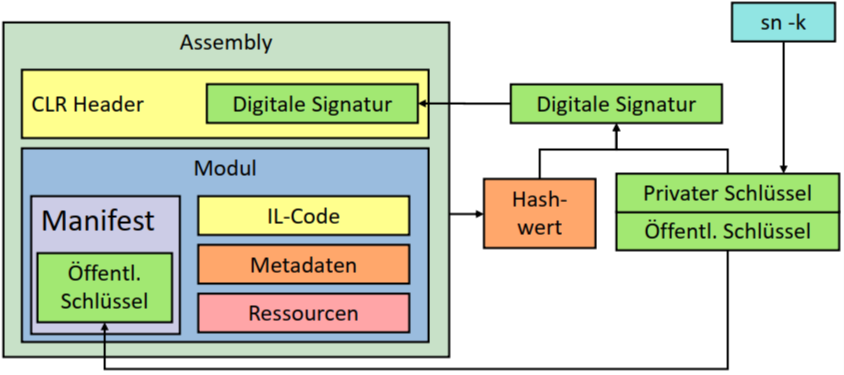 sn -k
Assembly
CLR Header
Digitale Signatur
Digitale Signatur
Modul
Manifest
Öffentl.
Schlüssel
IL-Code
Metadaten
Ressourcen
Hash-
wert
Privater Schlüssel
Öffentl. Schlüssel